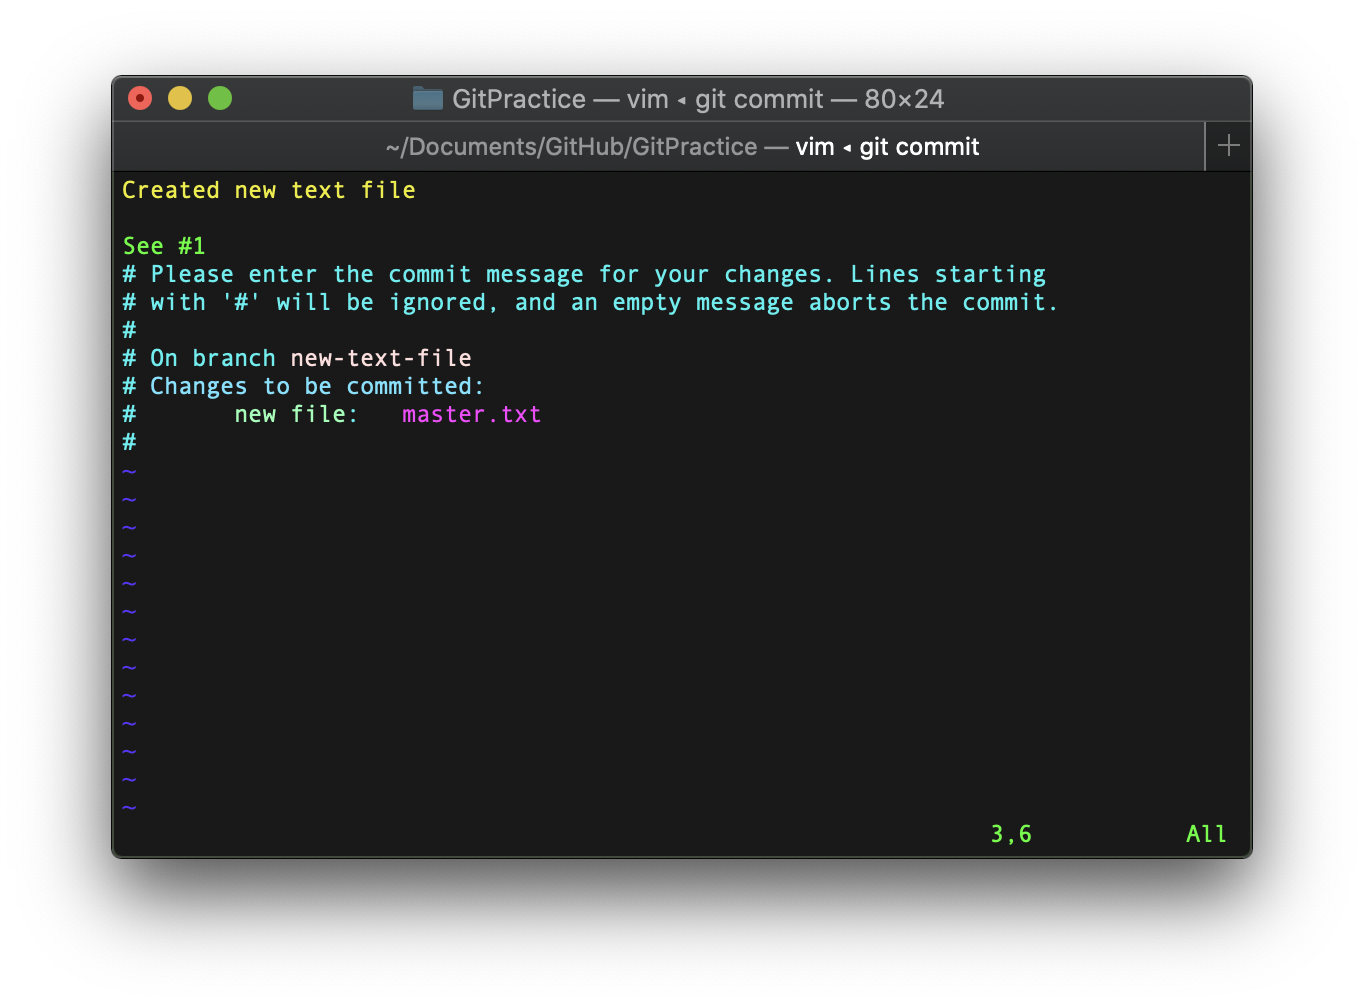 GitPractice — vim ◂ git commit — 80×24
~/Documents/GitHub/GitPractice — vim ◂ git commit
Created new text file
See #1
# Please enter the commit message for your changes. Lines starting
# with '#' will be ignored, and an empty message aborts the commit.
#
# On branch new-text-file
# Changes to be committed:
#       new file:   master.txt
#
~
~
~
~
~
~
~
~
~
~
~
~
~
3,6 All